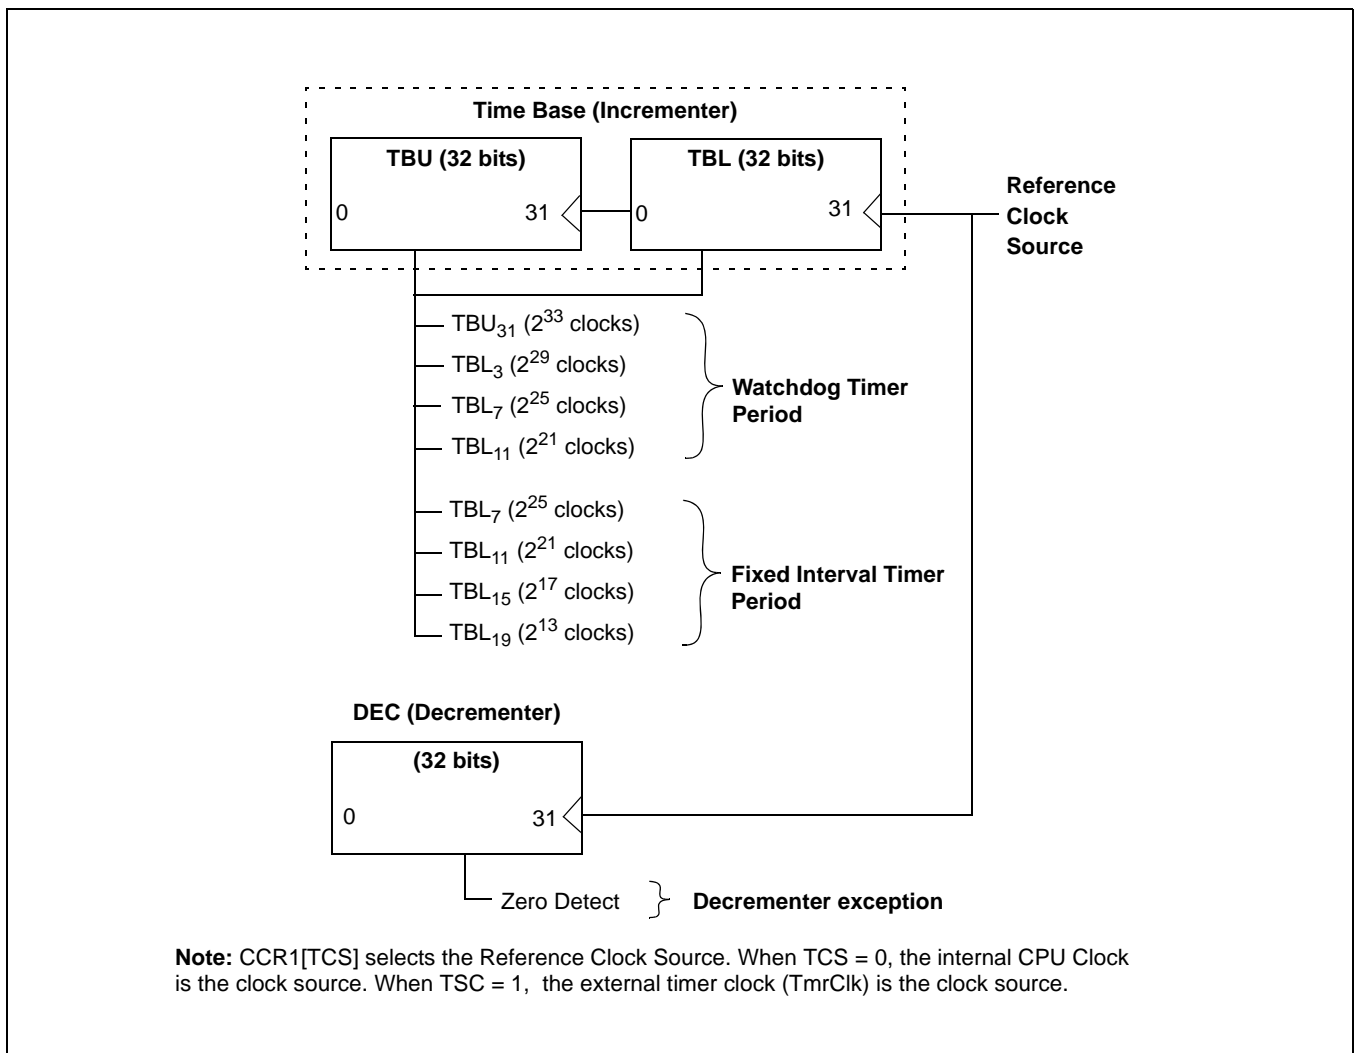 Time Base (Incrementer)
TBU (32 bits)
TBL (32 bits)
0
31
0
31
Reference
Clock
Source
TBU31 (2^33 clocks)
TBL3 (2^29 clocks)
TBL7 (2^25 clocks)
TBL11 (2^21 clocks)
Watchdog Timer
Period
TBL7 (2^25 clocks)
TBL11 (2^21 clocks)
TBL15 (2^17 clocks)
TBL19 (2^13 clocks)
Fixed Interval Timer
Period
DEC (Decrementer)
(32 bits)
0
31
Zero Detect
Decrementer exception
Note: CCR1[TCS] selects the Reference Clock Source. When TCS = 0, the internal CPU Clock
is the clock source. When TSC = 1, the external timer clock (TmrClk) is the clock source.